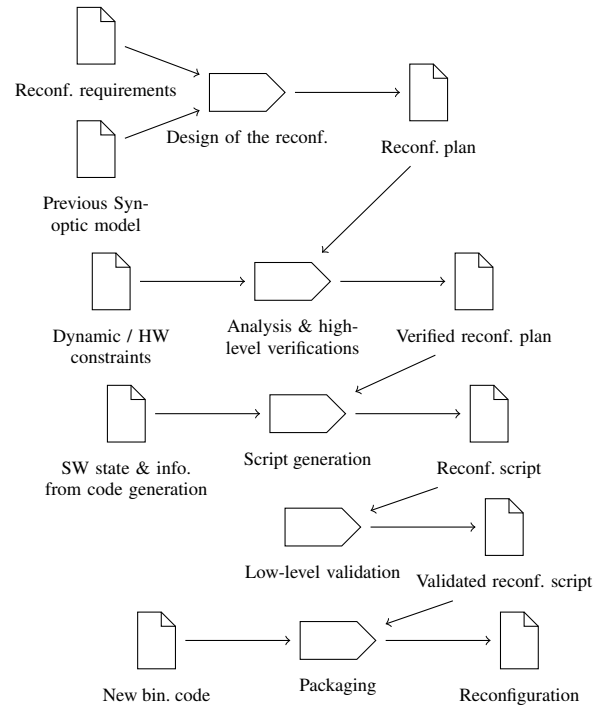 Reconf. requirements
Design of the reconf.
Reconf. plan
Previous Syn-
optic model
Dynamic / HW
constraints
Analysis & high-
level verifications
Verified reconf. plan
SW state & info.
from code generation
Script generation
Reconf. script
Low-level validation
Validated reconf. script
New bin. code
Packaging
Reconfiguration